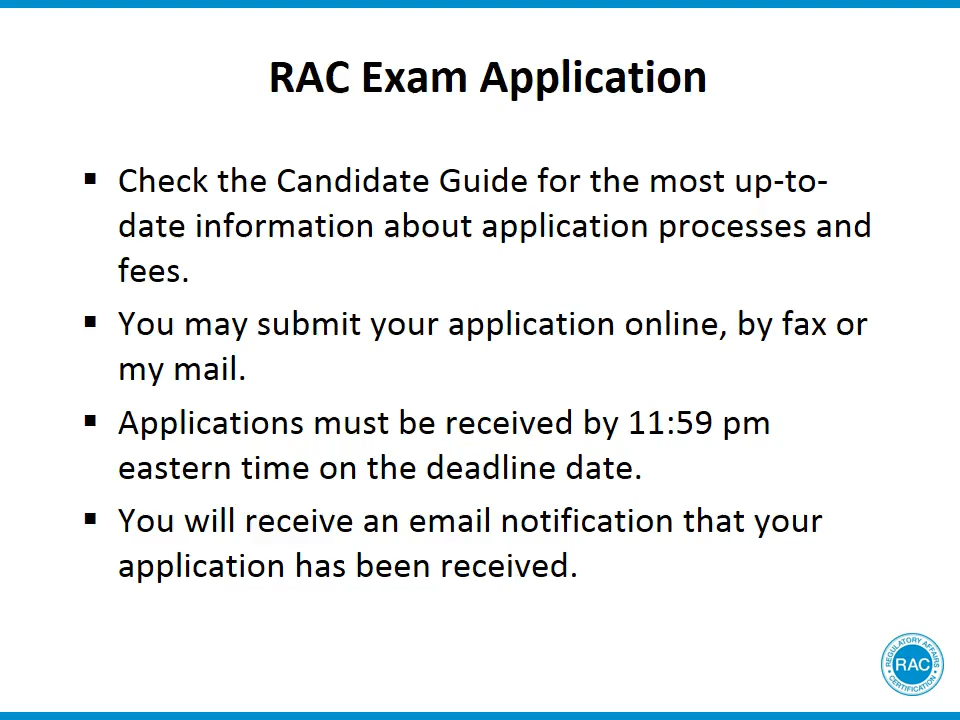 RAC Exam Application
▪ Check the Candidate Guide for the most up-to-
date information about application processes and
fees.
▪ You may submit your application online, by fax or
my mail.
▪ Applications must be received by 11:59 pm
eastern time on the deadline date.
▪ You will receive an email notification that your
application has been received.
REGULATORY AFFAIRS
RAC
• CERTIFICATION •